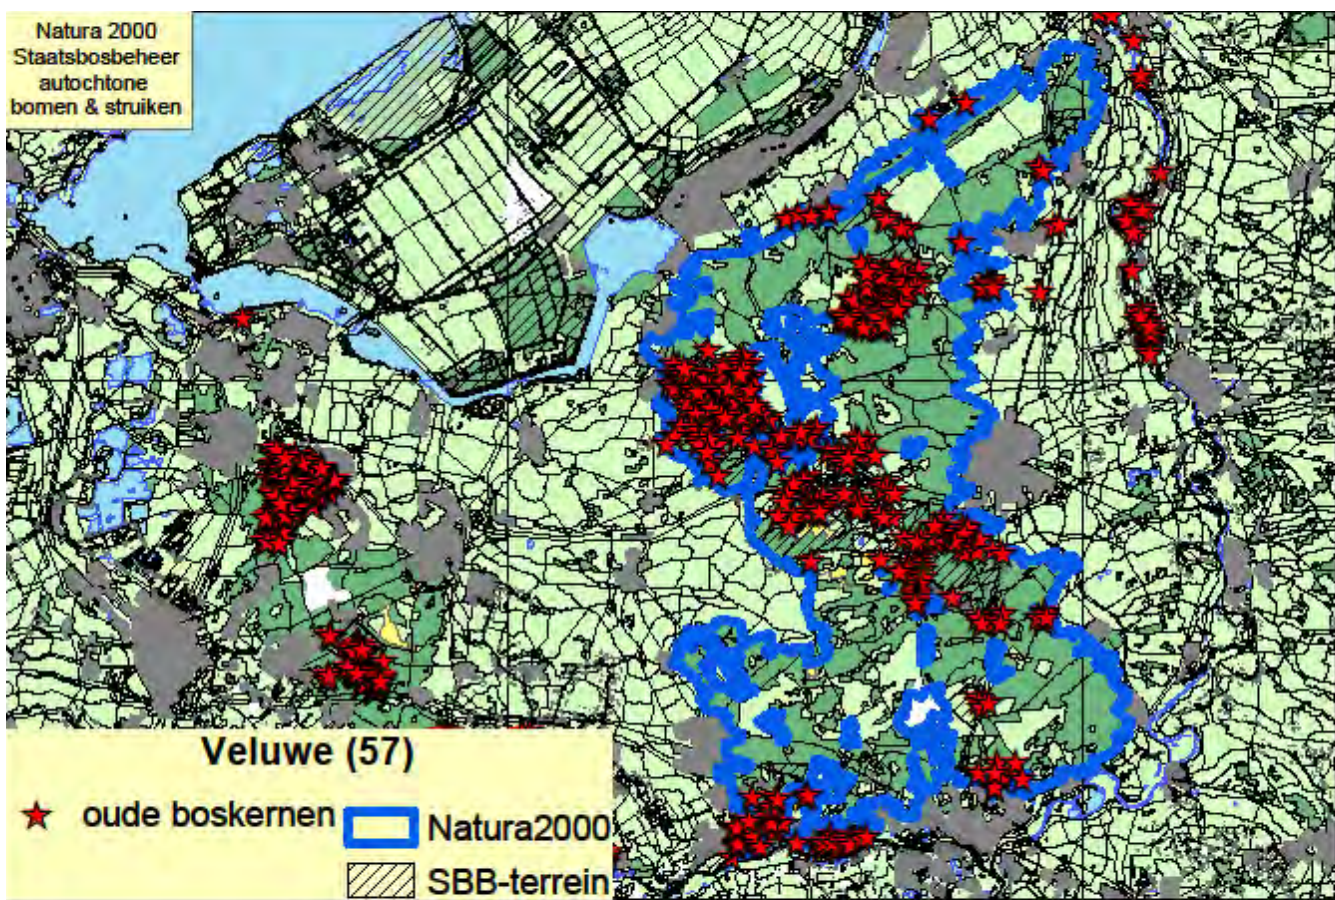 Natura 2000
Staatsbosbeheer
autochtone
bomen & struiken
Veluwe (57)
oude boskernen
Natura2000
SBB-terrein